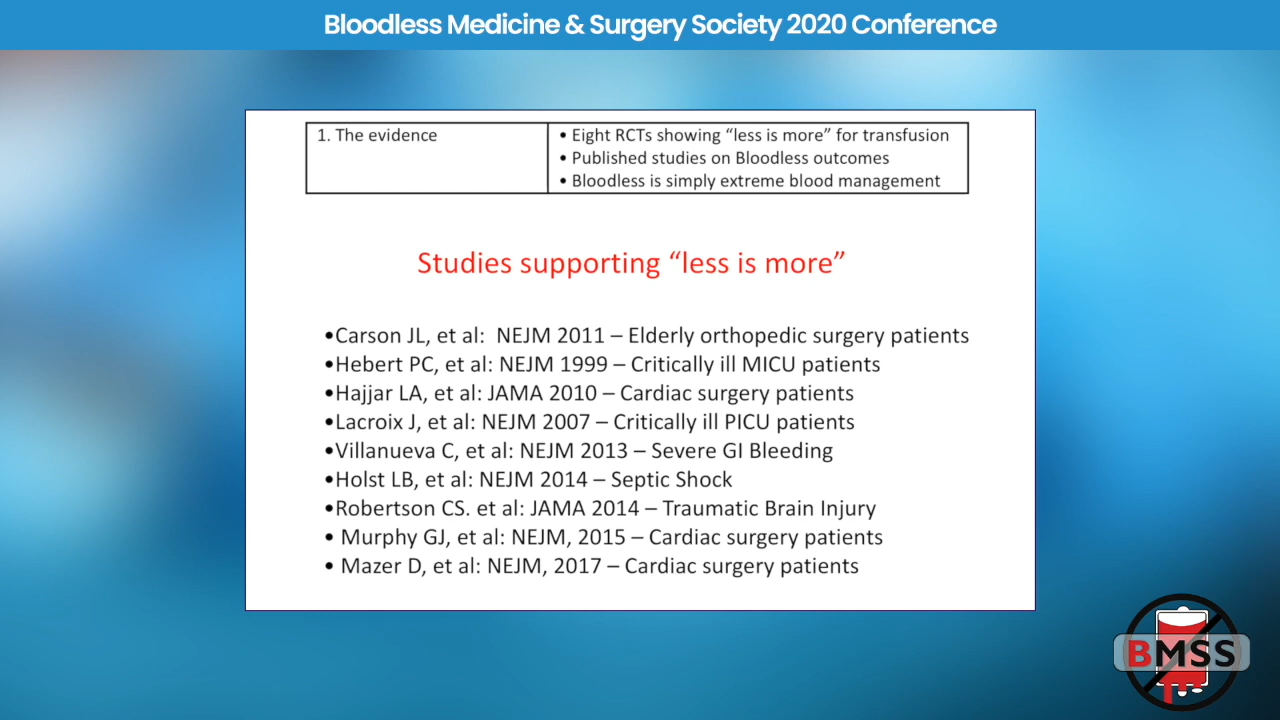 Bloodless Medicine & Surgery Society 2020 Conference
1. The evidence
• Eight RCTs showing “less is more” for transfusion
• Published studies on Bloodless outcomes
• Bloodless is simply extreme blood management
Studies supporting “less is more”
•Carson JL, et al:  NEJM 2011 – Elderly orthopedic surgery patients
•Hebert PC, et al: NEJM 1999 – Critically ill MICU patients
•Hajjar LA, et al: JAMA 2010 – Cardiac surgery patients
•Lacroix J, et al: NEJM 2007 – Critically ill PICU patients
•Villanueva C, et al: NEJM 2013 – Severe GI Bleeding
•Holst LB, et al: NEJM 2014 – Septic Shock
•Robertson CS. et al: JAMA 2014 – Traumatic Brain Injury
• Murphy GJ, et al: NEJM, 2015 – Cardiac surgery patients
• Mazer D, et al: NEJM, 2017 – Cardiac surgery patients
BMSS